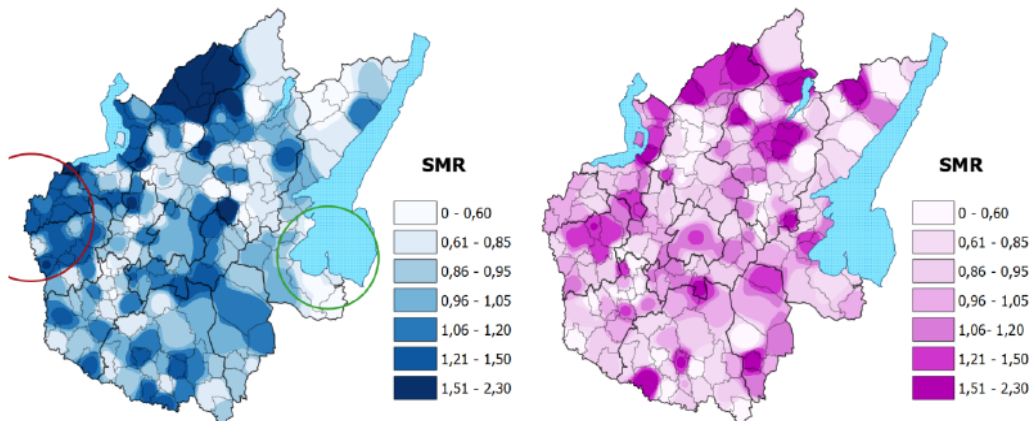 SMR
0 - 0,60
0,61 - 0,85
0,86 - 0,95
0,96 - 1,05
1,06 - 1,20
1,21 - 1,50
1,51 - 2,30
SMR
0 - 0,60
0,61 - 0,85
0,86 - 0,95
0,96 - 1,05
1,06- 1,20
1,21 - 1,50
1,51 - 2,30